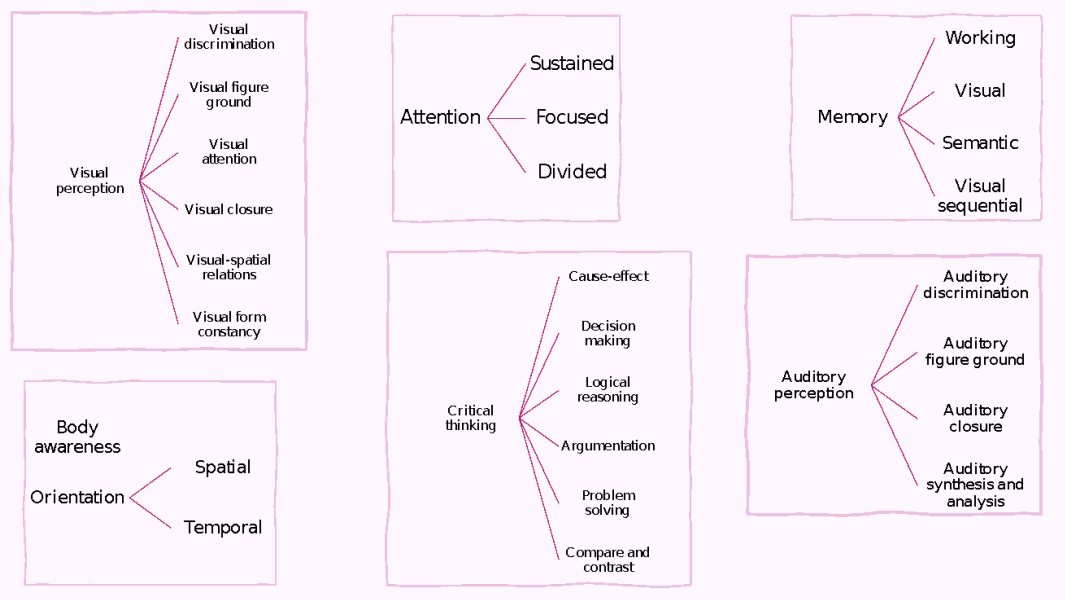 Visual
perception
Visual
discrimination
Visual figure
ground
Visual
attention
Visual closure
Visual-spatial
relations
Visual form
constancy
Attention
Sustained
Focused
Divided
Memory
Working
Visual
Semantic
Visual
sequential
Body
awareness
Orientation
Spatial
Temporal
Critical
thinking
Cause-effect
Decision
making
Logical
reasoning
Argumentation
Problem
solving
Compare and
contrast
Auditory
perception
Auditory
discrimination
Auditory
figure ground
Auditory
closure
Auditory
synthesis and
analysis